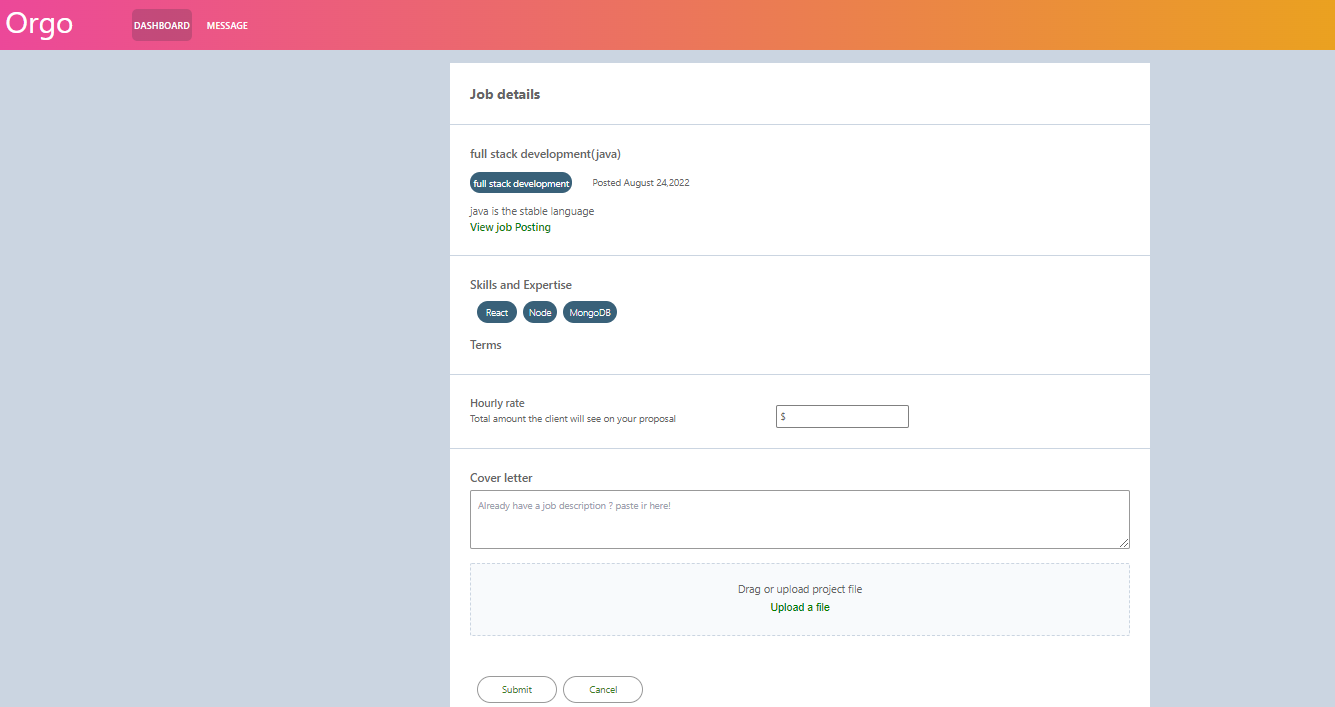 Orgo DASHBOARD MESSAGE
Job details
full stack development(java)
full stack development Posted August 24,2022
java is the stable language
View job Posting
Skills and Expertise
React Node MongoDB
Terms
Hourly rate
Total amount the client will see on your proposal
$
Cover letter
Already have a job description ? paste ir here!
Drag or upload project file
Upload a file
Submit Cancel